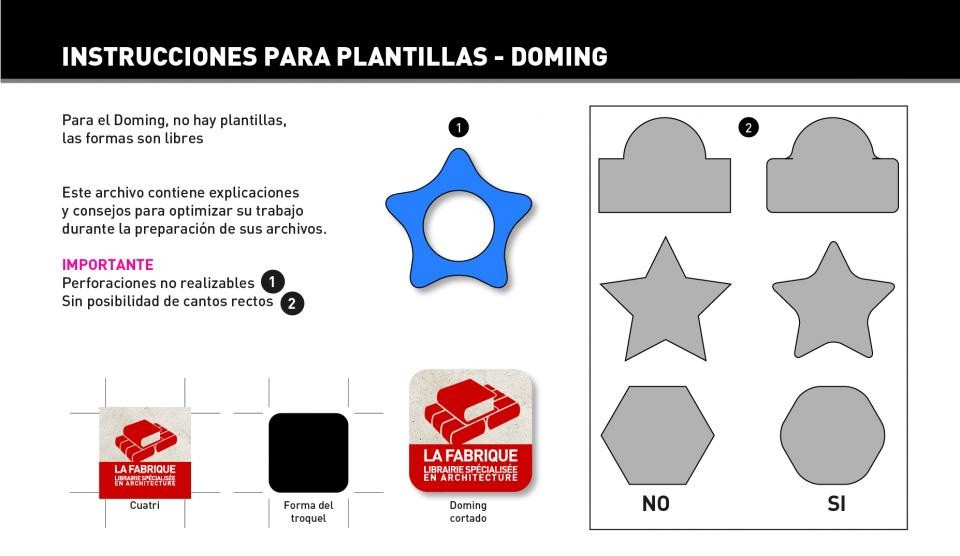 INSTRUCCIONES PARA PLANTILLAS - DOMING
Para el Doming, no hay plantillas,
las formas son libres
Este archivo contiene explicaciones
y consejos para optimizar su trabajo
durante la preparación de sus archivos.
IMPORTANTE
Perforaciones no realizables 1
Sin posibilidad de cantos rectos 2
1
2
NO
SI
LA FABRIQUE
LIBRAIRIE SPÉCIALISÉE
EN ARCHITECTURE
Cuatri
Forma del
troquel
LA FABRIQUE
LIBRAIRIE SPÉCIALISÉE
EN ARCHITECTURE
Doming
cortado